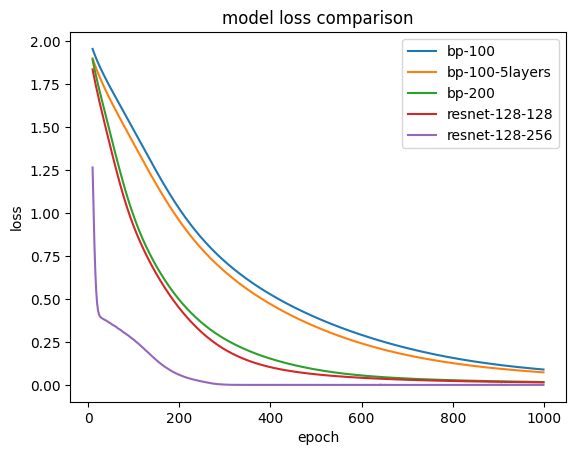 model loss comparison
2.00
1.75
1.50
1.25
1.00
0.75
0.50
0.25
0.00
loss
bp-100
bp-100-5layers
bp-200
resnet-128-128
resnet-128-256
0
200
400
600
800
1000
epoch